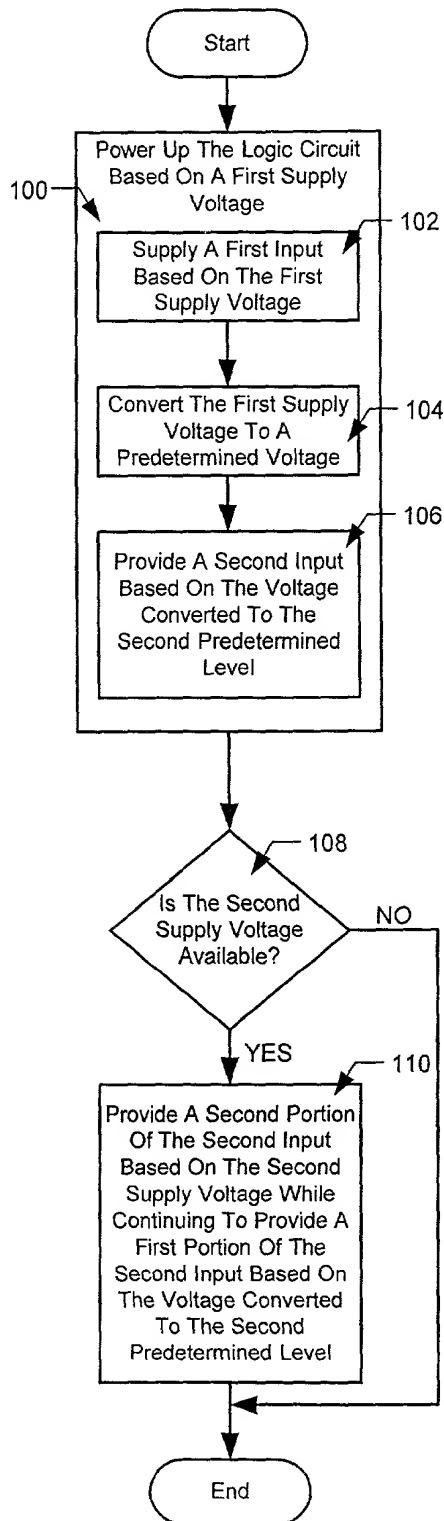 Start
Power Up The Logic Circuit
Based On A First Supply
Voltage
100
102
Supply A First Input
Based On The First
Supply Voltage
Convert The First Supply
Voltage To A
Predetermined Voltage
104
106
Provide A Second Input
Based On The Voltage
Converted To The
Second Predetermined
Level
108
Is The Second
Supply Voltage
Available?
NO
YES
110
Provide A Second Portion
Of The Second Input
Based On The Second
Supply Voltage While
Continuing To Provide A
First Portion Of The
Second Input Based On
The Voltage Converted
To The Second
Predetermined Level
End